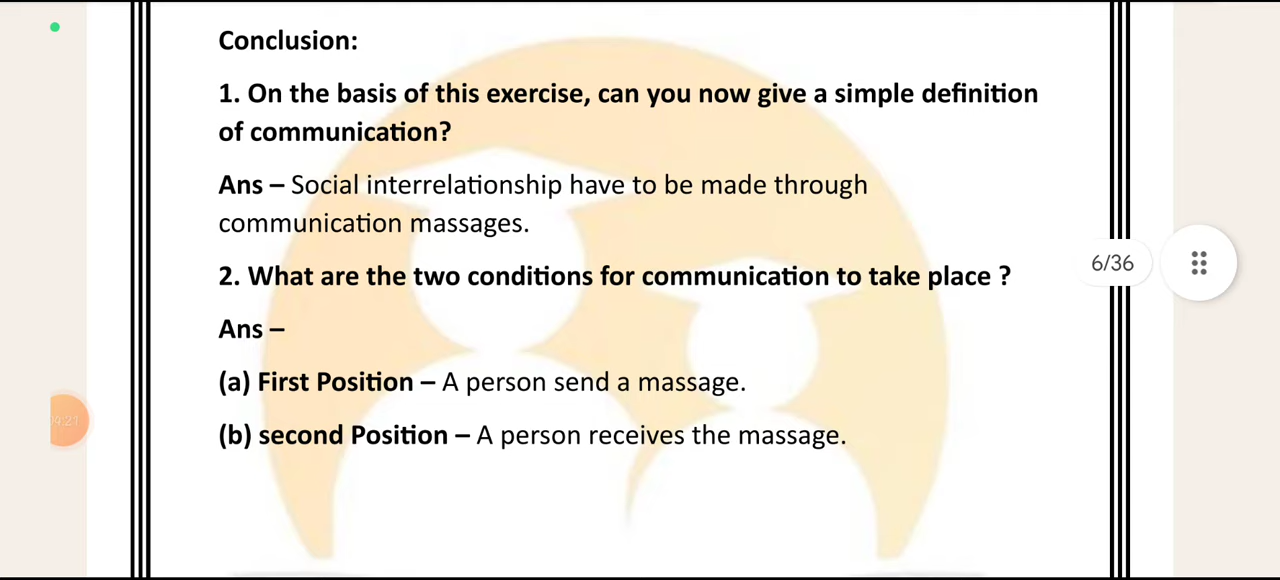 Conclusion:
1. On the basis of this exercise, can you now give a simple definition
of communication?
Ans – Social interrelationship have to be made through
communication massages.
6/36
2. What are the two conditions for communication to take place ?
Ans –
(a) First Position – A person send a massage.
(b) second Position – A person receives the massage.